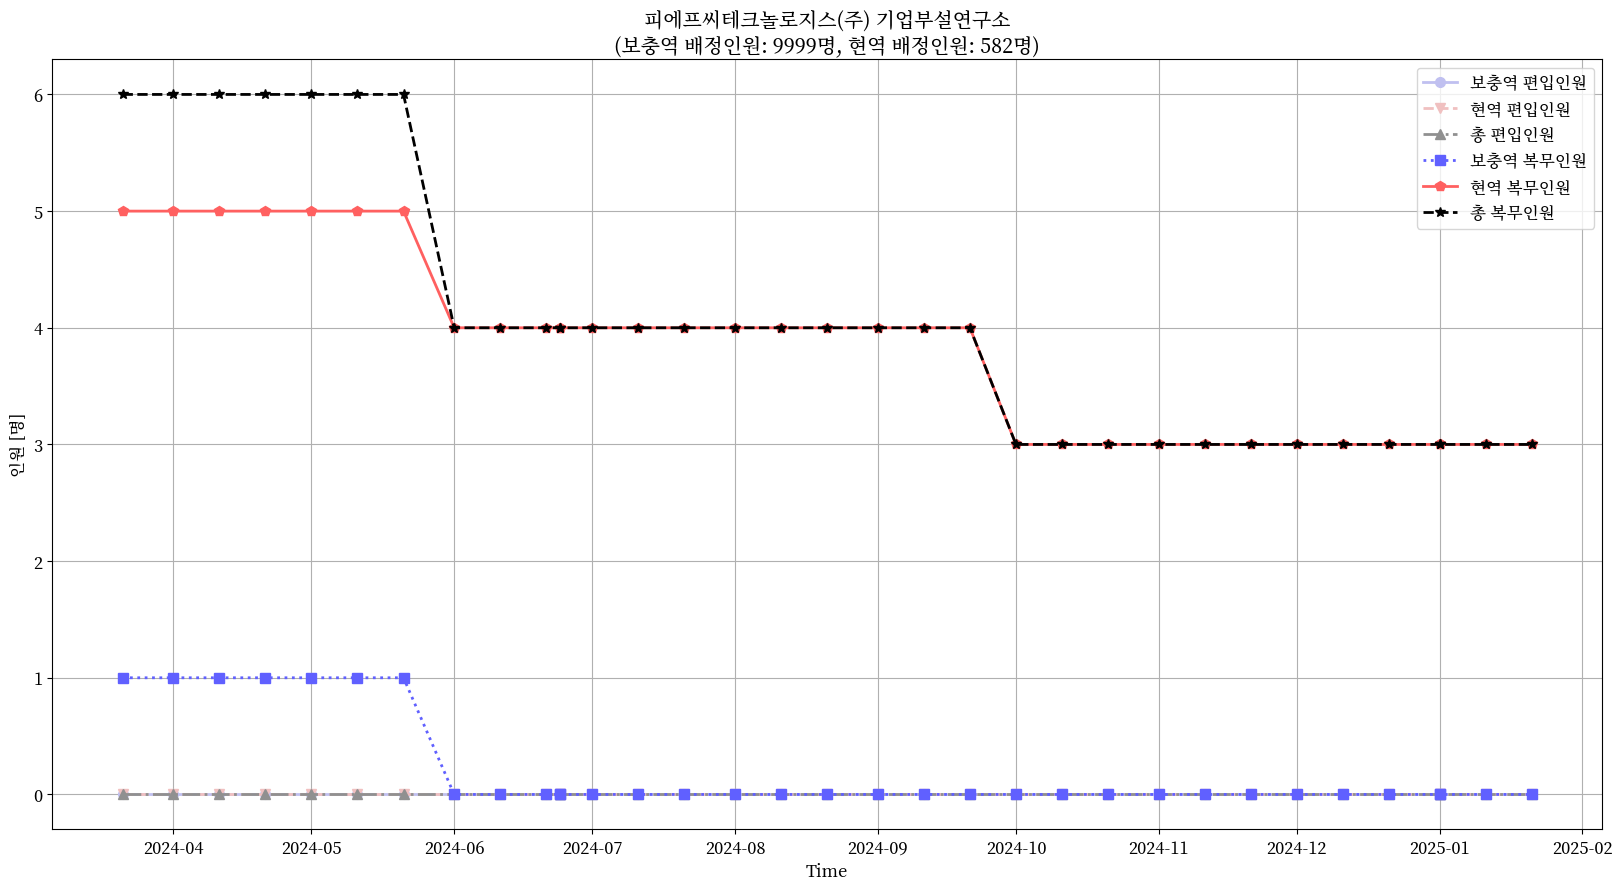 피에프씨테크놀로지스(주) 기업부설연구소
(보충역 배정인원: 9999명, 현역 배정인원: 582명)
보충역 편입인원
현역 편입인원
총 편입인원
보충역 복무인원
현역 복무인원
총 복무인원
인원 [명]
6
5
4
3
2
1
0
2024-04
2024-05
2024-06
2024-07
2024-08
2024-09
2024-10
2024-11
2024-12
2025-01
2025-02
Time